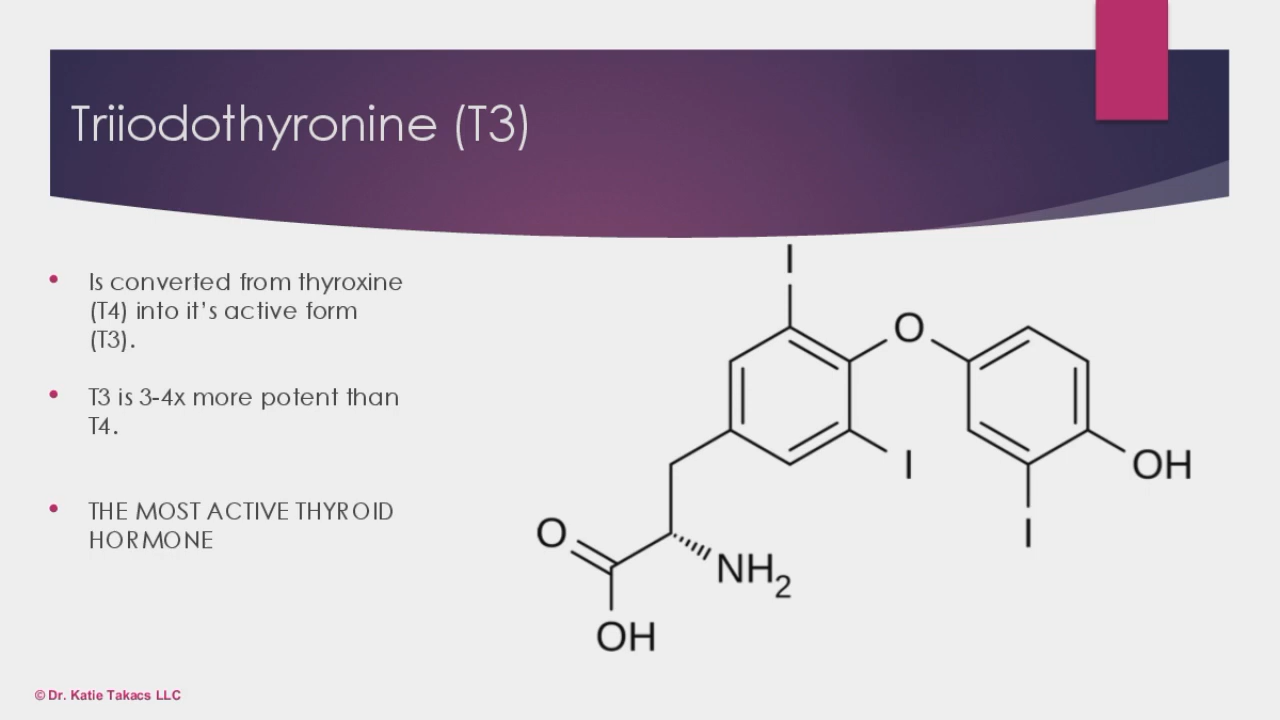 Triiodothyronine (T3)
• Is converted from thyroxine
(T4) into it’s active form
(T3).
• T3 is 3-4x more potent than
T4.
• THE MOST ACTIVE THYROID
HORMONE
I
O
I
OH
I
O
NH2
OH
© Dr. Katie Takacs LLC